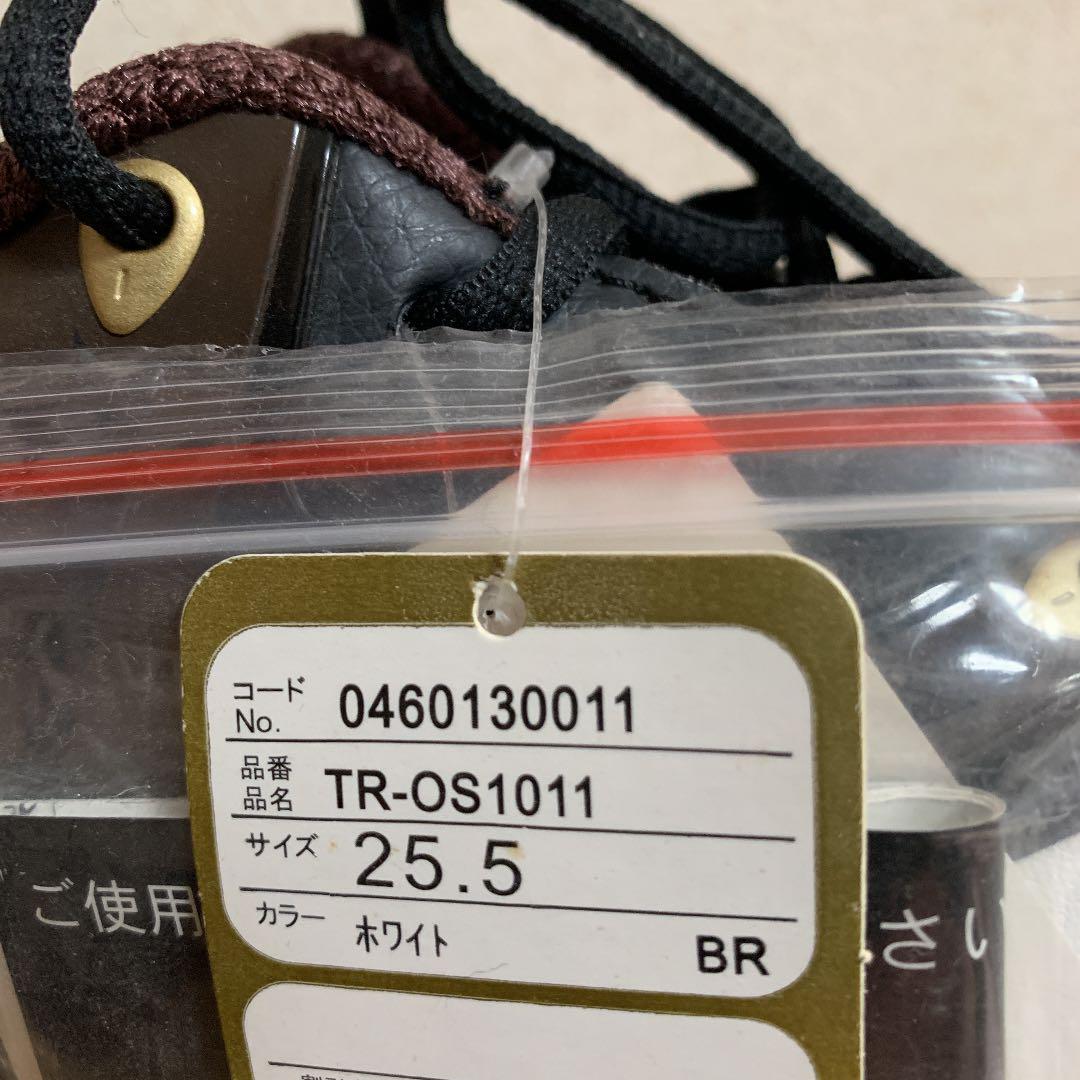 コード
No. 0460130011
品番
品名 TR-OS1011
サイズ 25.5
カラー ホワイト BR
ご使用
さい